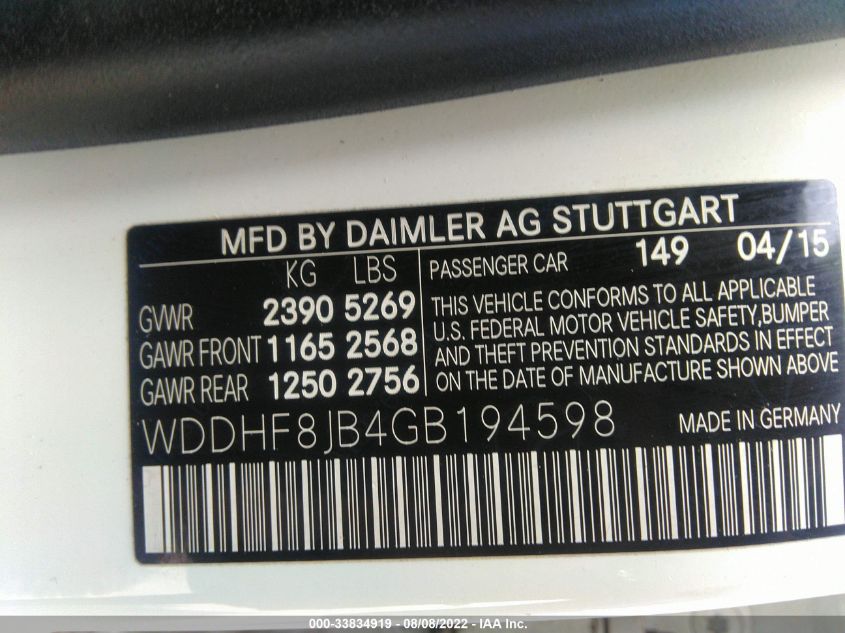 MFD BY DAIMLER AG STUTTGART
KG LBS
GVWR 2390 5269
GAWR FRONT 1165 2568
GAWR REAR 1250 2756
PASSENGER CAR 149 04/15
THIS VEHICLE CONFORMS TO ALL APPLICABLE
U.S. FEDERAL MOTOR VEHICLE SAFETY,BUMPER
AND THEFT PREVENTION STANDARDS IN EFFECT
ON THE DATE OF MANUFACTURE SHOWN ABOVE
WDDHF8JB4GB194598 MADE IN GERMANY
000-33834919 - 08/08/2022 - IAA Inc.